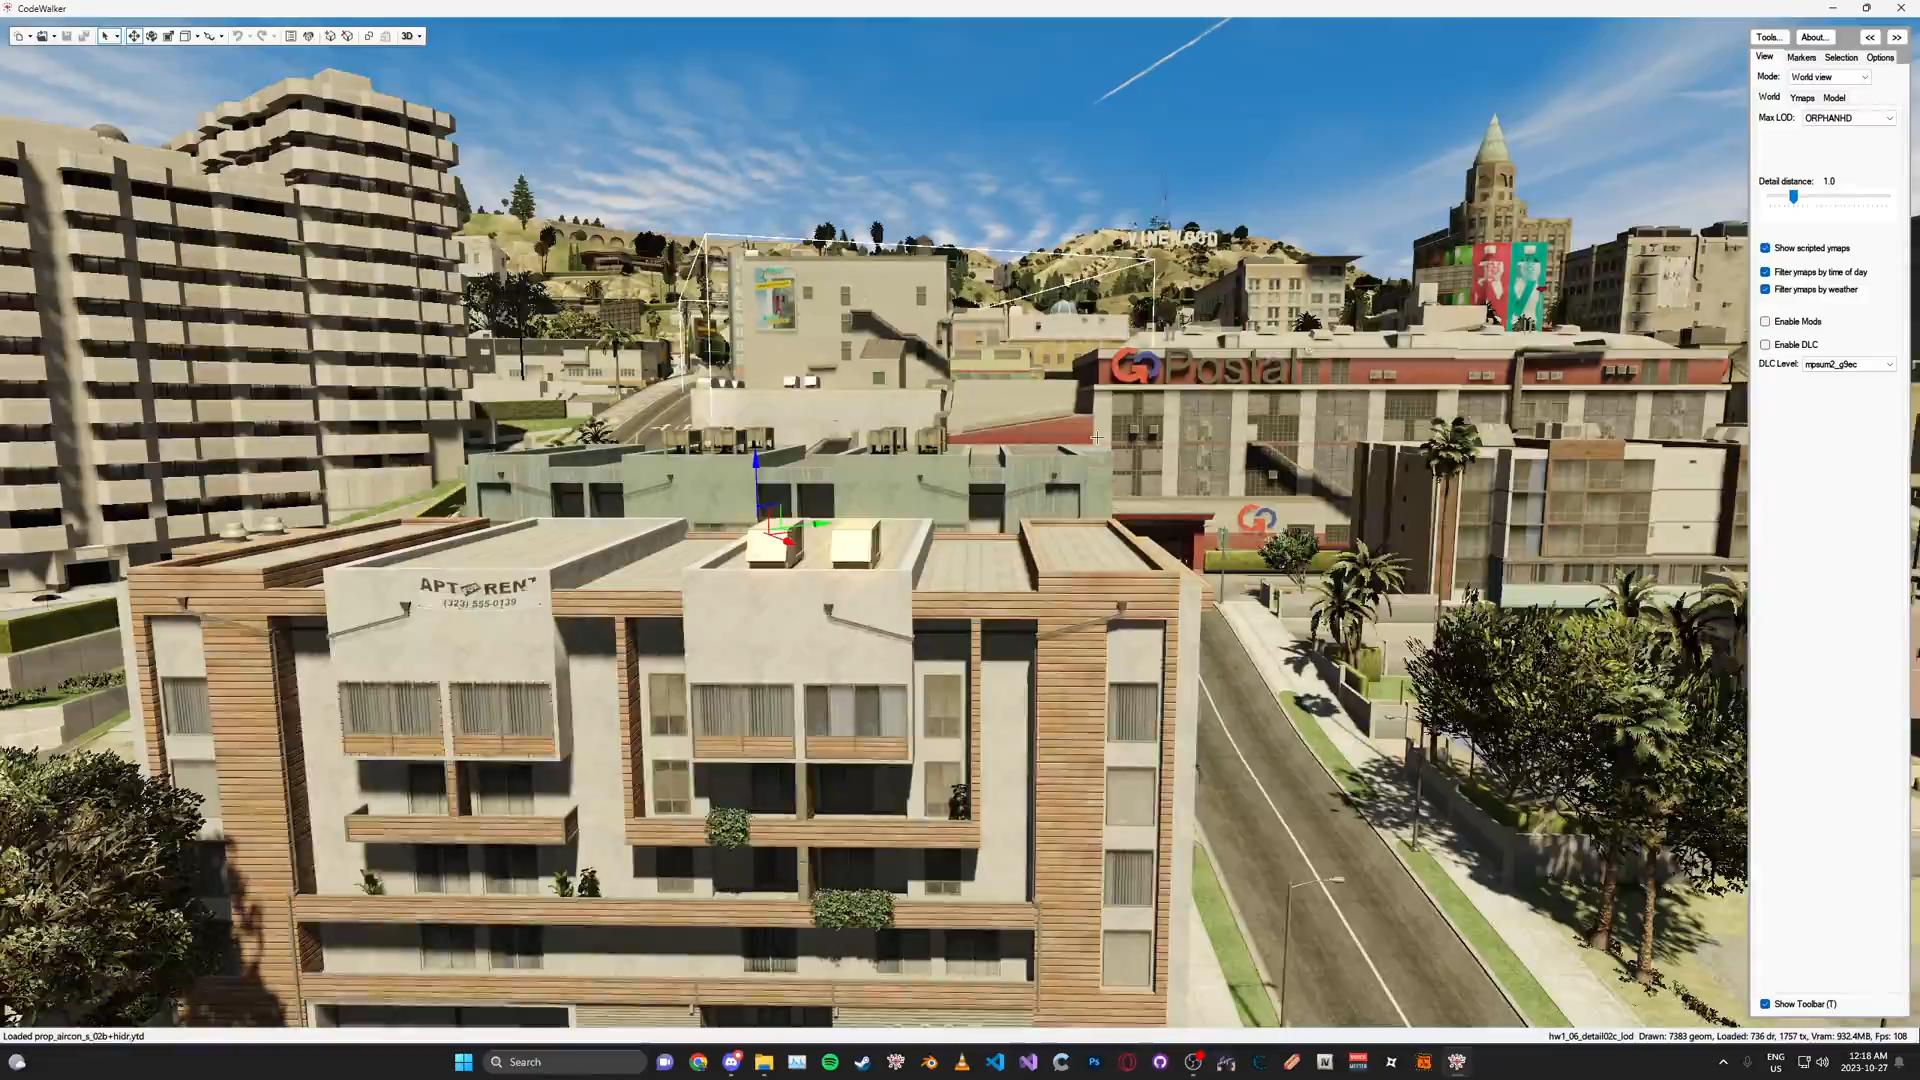 CodeWalker
3D
Tools...
About...
<<
>>
View
Markers
Selection
Options
Mode:
World view
World
Ymaps
Model
Max LOD:
ORPHANHD
Detail distance:
1.0
Show scripted ymaps
Filter ymaps by time of day
Filter ymaps by weather
Enable Mods
Enable DLC
DLC Level:
mpsum2_g9ec
VINEWOOD
GO Postal
APT FOR RENT
(323) 555-0139
Show Toolbar (T)
Loaded prop_aircon_s_02b+hidr.ytd
hw1_06_detail02c_lod Drawn: 7383 geom, Loaded: 736 dr, 1757 tx, Vram: 932.4MB, Fps: 108
Search
ENG
US
12:18 AM
2023-10-27